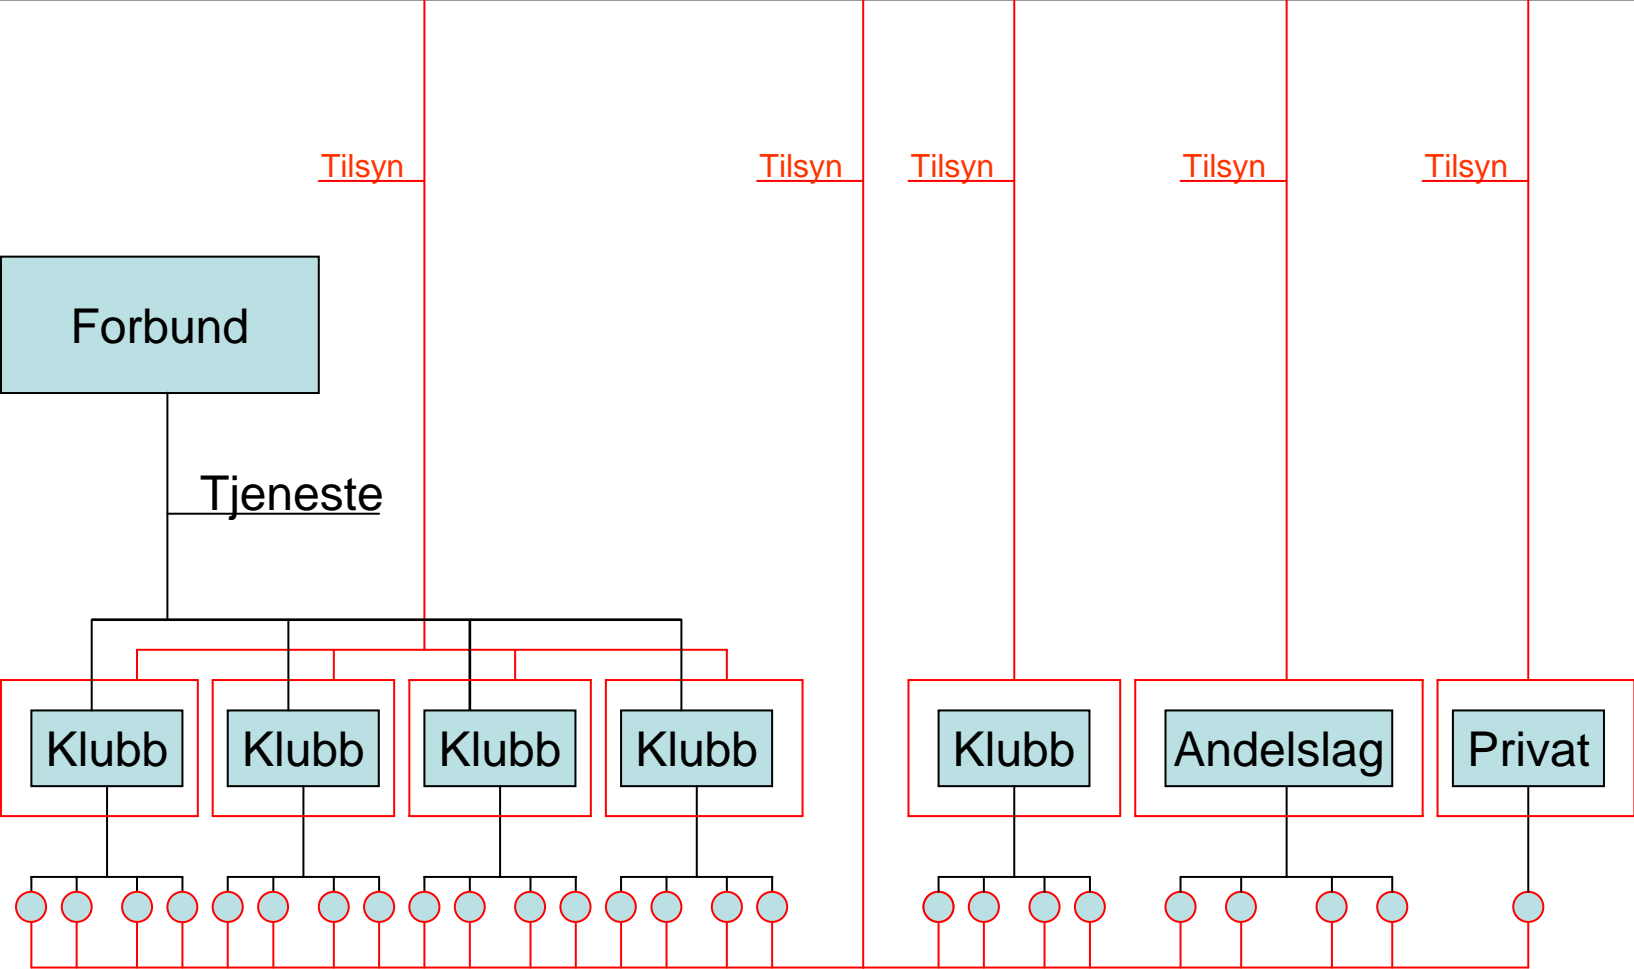 Tilsyn
Tilsyn
Tilsyn
Tilsyn
Tilsyn
Forbund
Tjeneste
Klubb
Klubb
Klubb
Klubb
Klubb
Andelslag
Privat